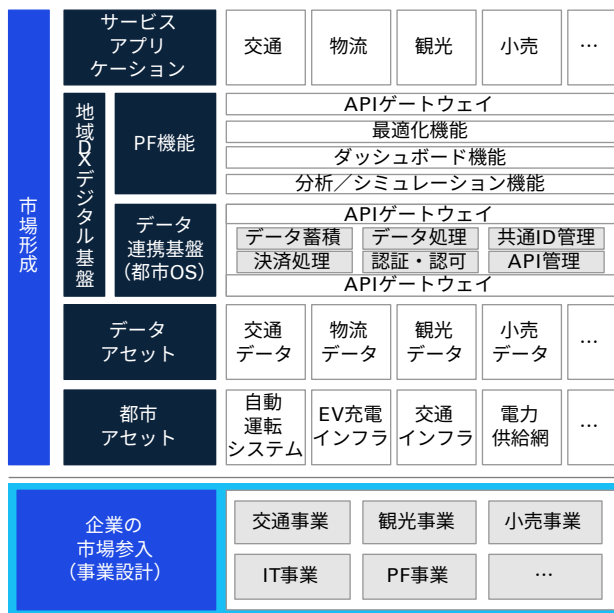 市場形成
サービス
アプリ
ケーション
交通
物流
観光
小売
…
地域DXデジタル基盤
PF機能
APIゲートウェイ
最適化機能
ダッシュボード機能
分析／シミュレーション機能
データ
連携基盤
（都市OS）
APIゲートウェイ
データ蓄積
データ処理
共通ID管理
決済処理
認証・認可
API管理
APIゲートウェイ
データ
アセット
交通
データ
物流
データ
観光
データ
小売
データ
…
都市
アセット
自動
運転
システム
EV充電
インフラ
交通
インフラ
電力
供給網
…
企業の
市場参入
（事業設計）
交通事業
観光事業
小売事業
IT事業
PF事業
…